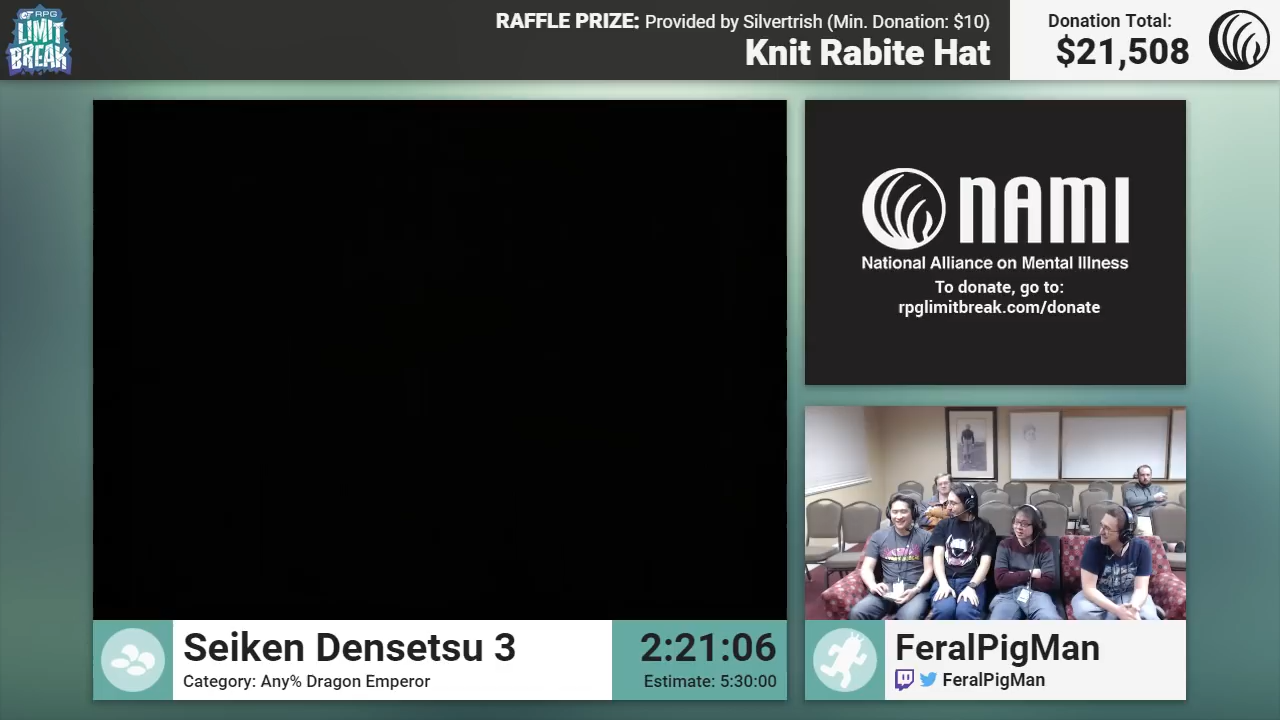 RPG
LIMIT
BREAK
RAFFLE PRIZE: Provided by Silvertrish (Min. Donation: $10)
Knit Rabite Hat
Donation Total:
$21,508
NAMI
National Alliance on Mental Illness
To donate, go to:
rpglimitbreak.com/donate
Seiken Densetsu 3
Category: Any% Dragon Emperor
2:21:06
Estimate: 5:30:00
FeralPigMan
FeralPigMan